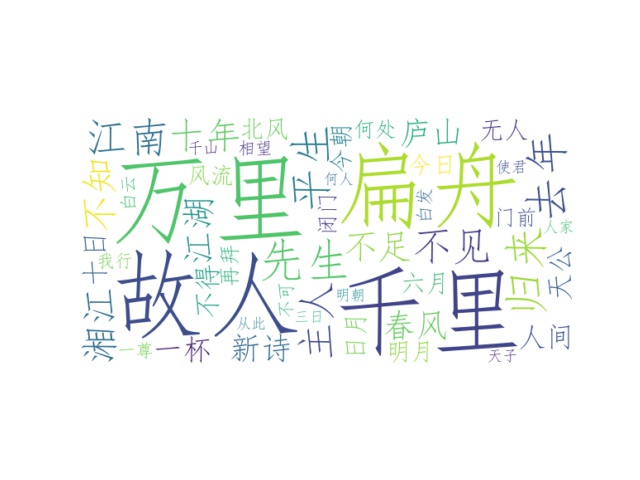 江南
十年
北风
千山
相望
今朝
何处
庐山
无人
万里
扁舟
平生
今日
使君
去年
不知
白云
风流
何人
白发
江湖
闭门
门前
人家
先生
不足
不见
归来
天公
十日
我行
不得
再拜
湘江
故人
千里
主人
不可
明朝
六月
三日
从此
日月
春风
人间
一尊
一杯
新诗
明月
天子